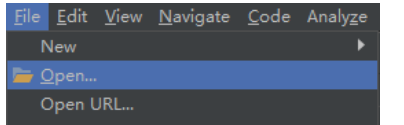 File Edit View Navigate Code Analyze
New
Open...
Open URL...